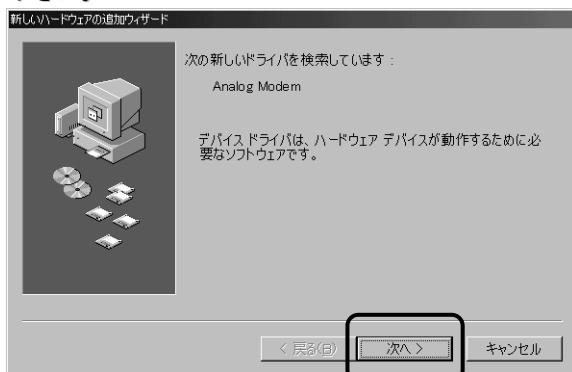 新しいハードウェアの追加ウィザード
次の新しいドライバを検索しています：
Analog Modem
デバイス ドライバは、ハードウェア デバイスが動作するために必
要なソフトウェアです。
< 戻る(B)
次へ >
キャンセル